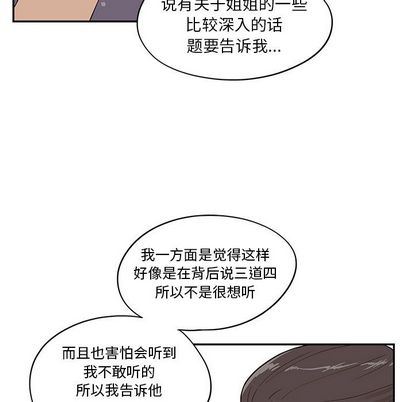 说有关于姐姐的一些
比较深入的话
题要告诉我...
我一方面是觉得这样
好像是在背后说三道四
所以不是很想听
而且也害怕会听到
我不敢听的
所以我告诉他